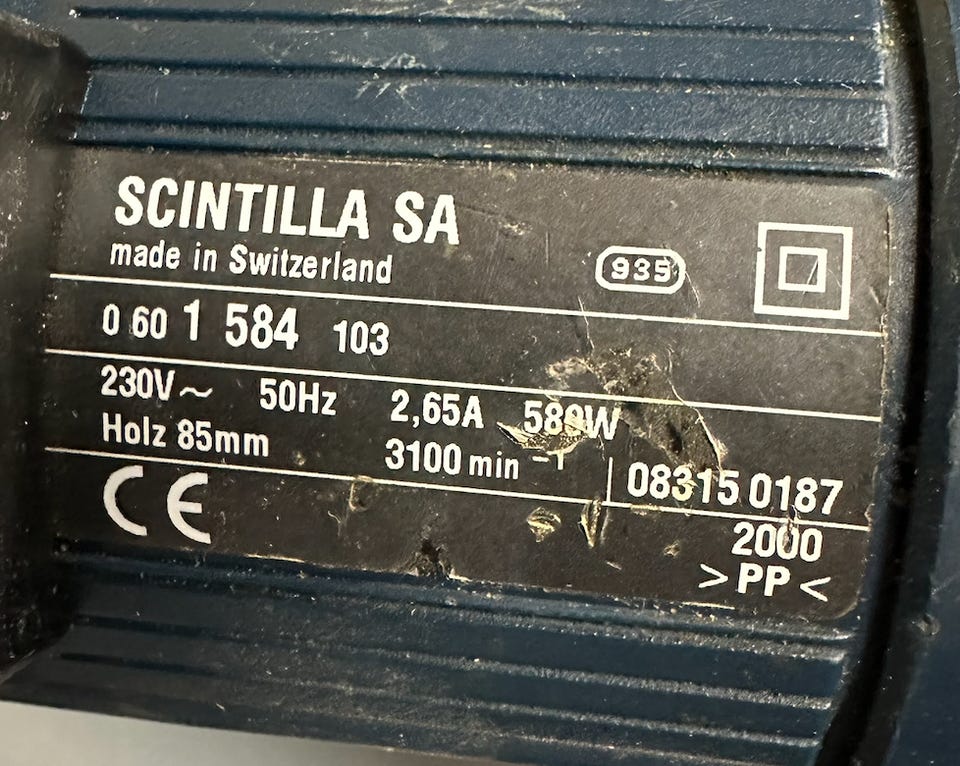 SCINTILLA SA
made in Switzerland
935
0 60 1 584 103
230V~ 50Hz 2,65A 580W
Holz 85mm 3100 min⁻¹
08315 0187
CE
2000
>PP<